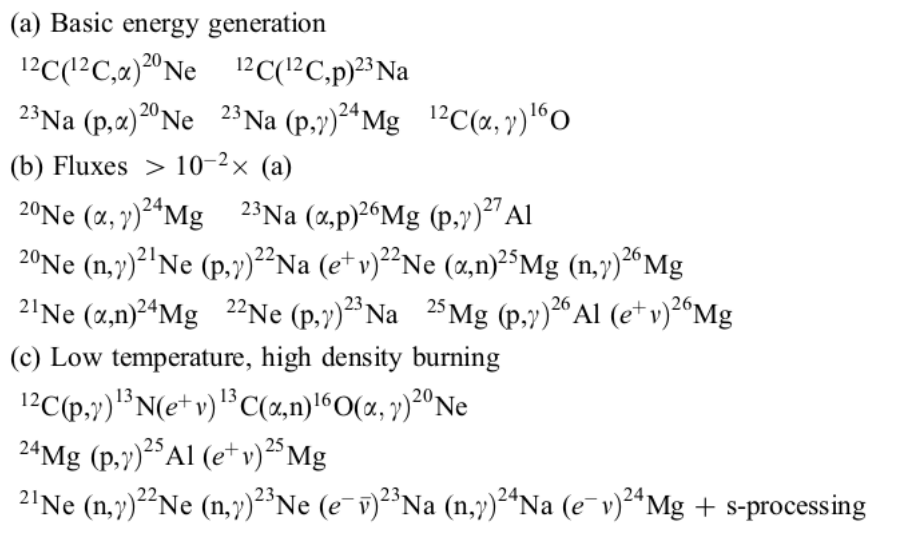 (a) Basic energy generation
¹²C(¹²C,α)²⁰Ne ¹²C(¹²C,p)²³Na
²³Na (p,α)²⁰Ne ²³Na (p,γ)²⁴Mg ¹²C(α, γ)¹⁶O
(b) Fluxes > 10⁻²× (a)
²⁰Ne (α, γ)²⁴Mg ²³Na (α,p)²⁶Mg (p,γ)²⁷Al
²⁰Ne (n,γ)²¹Ne (p,γ)²²Na (e⁺ν)²²Ne (α,n)²⁵Mg (n,γ)²⁶Mg
²¹Ne (α,n)²⁴Mg ²²Ne (p,γ)²³Na ²⁵Mg (p,γ)²⁶Al (e⁺ν)²⁶Mg
(c) Low temperature, high density burning
¹²C(p,γ)¹³N(e⁺ν)¹³C(α,n)¹⁶O(α, γ)²⁰Ne
²⁴Mg (p,γ)²⁵Al (e⁺ν)²⁵Mg
²¹Ne (n,γ)²²Ne (n,γ)²³Ne (e⁻ν̄)²³Na (n,γ)²⁴Na (e⁻ν)²⁴Mg + s-processing